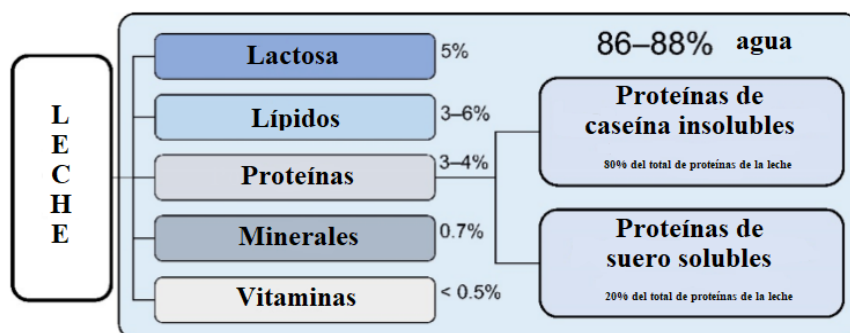 L
E
C
H
E
Lactosa 5%
Lípidos 3–6%
Proteínas 3–4%
Minerales 0.7%
Vitaminas < 0.5%
86–88% agua
Proteínas de
caseína insolubles
80% del total de proteínas de la leche
Proteínas de
suero solubles
20% del total de proteínas de la leche